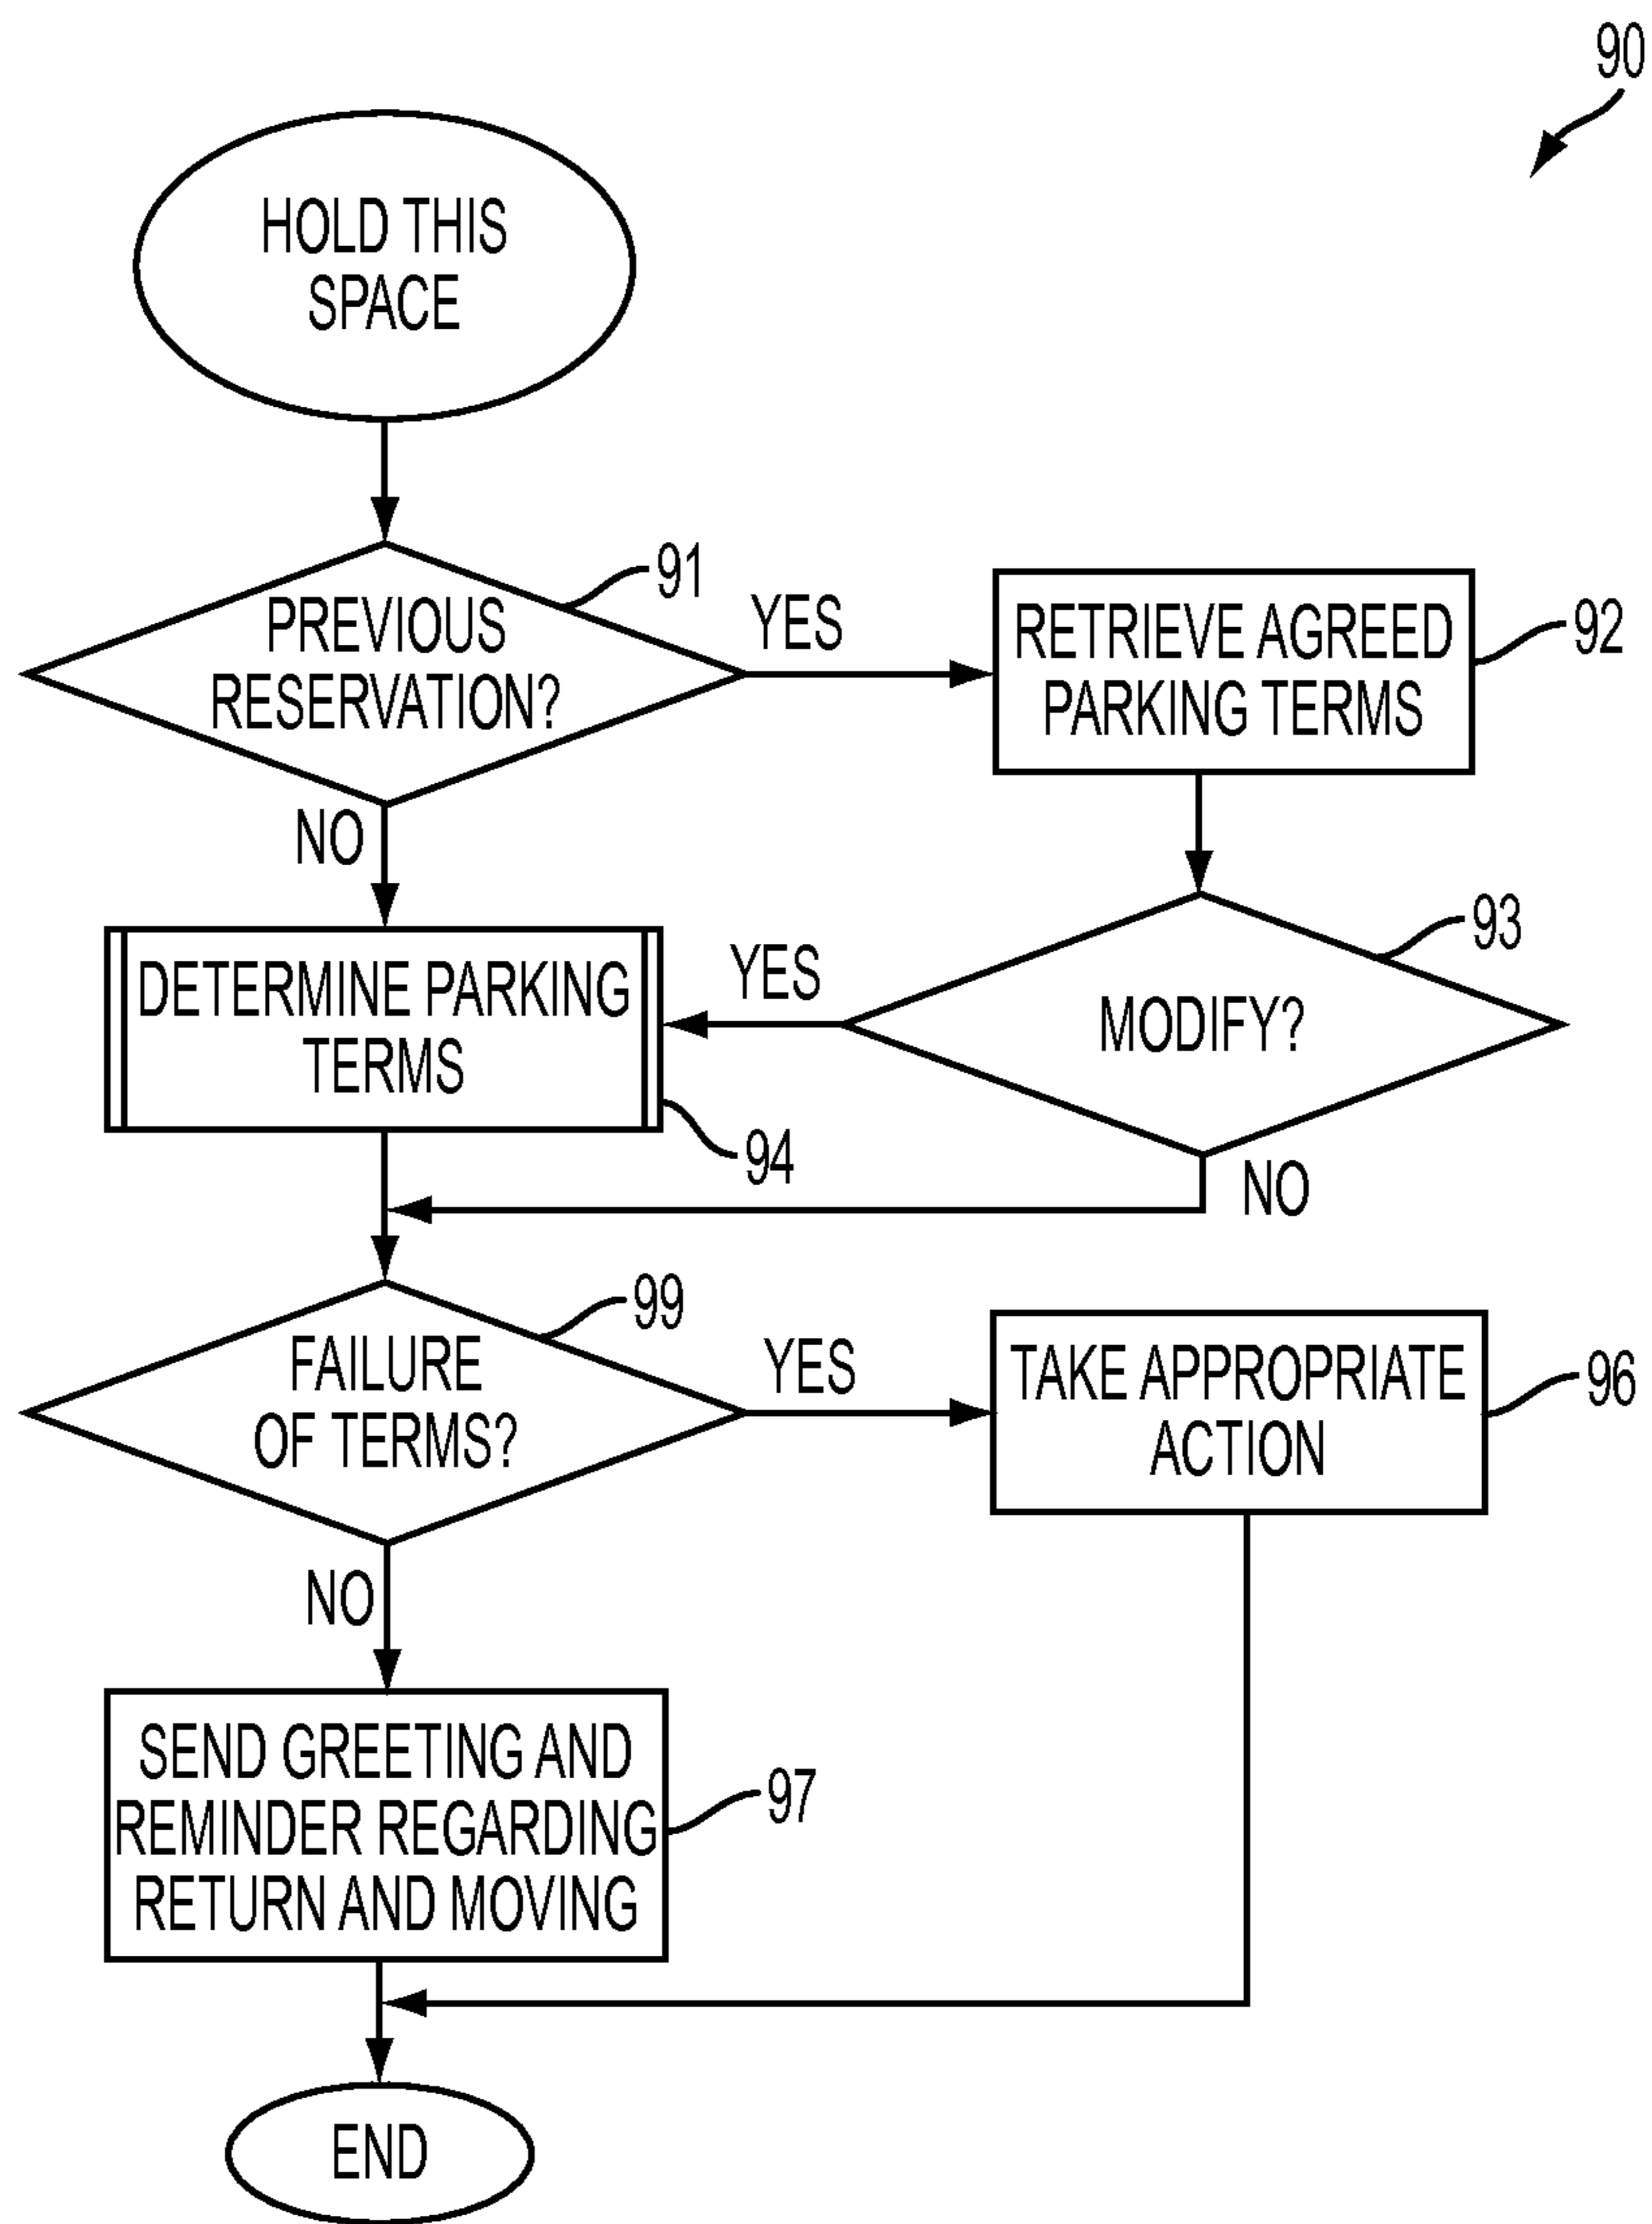 90
HOLD THIS
SPACE
91
PREVIOUS
RESERVATION?
YES
RETRIEVE AGREED
PARKING TERMS
92
NO
93
DETERMINE PARKING
TERMS
YES
MODIFY?
94
NO
99
FAILURE
OF TERMS?
YES
TAKE APPROPRIATE
ACTION
96
NO
SEND GREETING AND
REMINDER REGARDING
RETURN AND MOVING
97
END